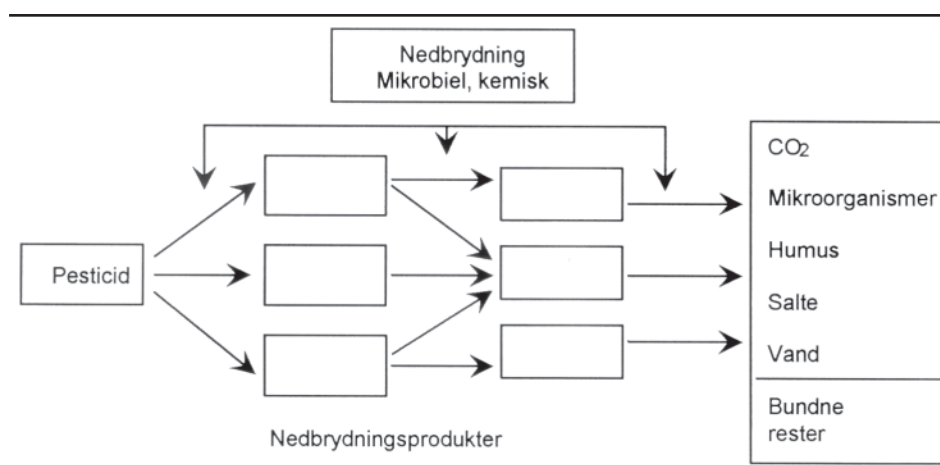 Nedbrydning
Mikrobiel, kemisk
Pesticid
CO₂
Mikroorganismer
Humus
Salte
Vand
Bundne
rester
Nedbrydningsprodukter